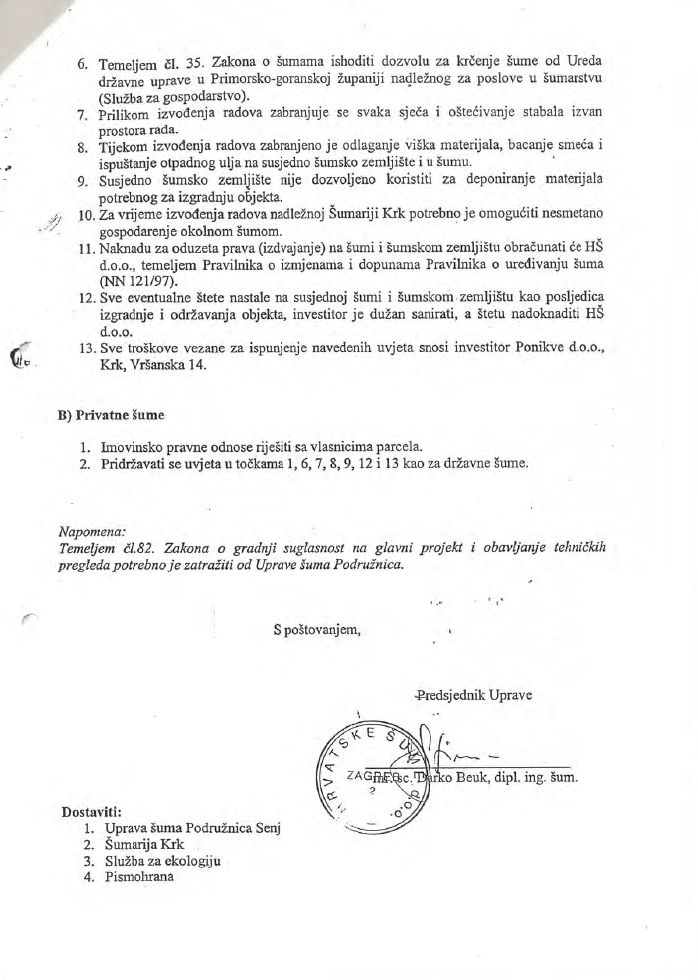 6. Temeljem čl. 35. Zakona o šumama ishoditi dozvolu za krčenje šume od Ureda
državne uprave u Primorsko-goranskoj županiji nadležnog za poslove u šumarstvu
(Služba za gospodarstvo).
7. Prilikom izvođenja radova zabranjuje se svaka sječa i oštećivanje stabala izvan
prostora rada.
8. Tijekom izvođenja radova zabranjeno je odlaganje viška materijala, bacanje smeća i
ispuštanje otpadnog ulja na susjedno šumsko zemljište i u šumu.
9. Susjedno šumsko zemljište nije dozvoljeno koristiti za deponiranje materijala
potrebnog za izgradnju objekta.
10. Za vrijeme izvođenja radova nadležnoj Šumariji Krk potrebno je omogućiti nesmetano
gospodarenje okolnom šumom.
11. Naknadu za oduzeta prava (izdvajanje) na šumi i šumskom zemljištu obračunati će HŠ
d.o.o., temeljem Pravilnika o izmjenama i dopunama Pravilnika o uređivanju šuma
(NN 121/97).
12. Sve eventualne štete nastale na susjednoj šumi i šumskom zemljištu kao posljedica
izgradnje i održavanja objekta, investitor je dužan sanirati, a štetu nadoknaditi HŠ
d.o.o.
13. Sve troškove vezane za ispunjenje navedenih uvjeta snosi investitor Ponikve d.o.o.,
Krk, Vršanska 14.
B) Privatne šume
1. Imovinsko pravne odnose riješiti sa vlasnicima parcela.
2. Pridržavati se uvjeta u točkama 1, 6, 7, 8, 9, 12 i 13 kao za državne šume.
Napomena:
Temeljem čl.82. Zakona o gradnji suglasnost na glavni projekt i obavljanje tehničkih
pregleda potrebno je zatražiti od Uprave šuma Podružnica.
S poštovanjem,
Predsjednik Uprave
HRVATSKE ŠUME d.o.o.
ZAGREB
2
mr.sc. Darko Beuk, dipl. ing. šum.
Dostaviti:
1. Uprava šuma Podružnica Senj
2. Šumarija Krk
3. Služba za ekologiju
4. Pismohrana